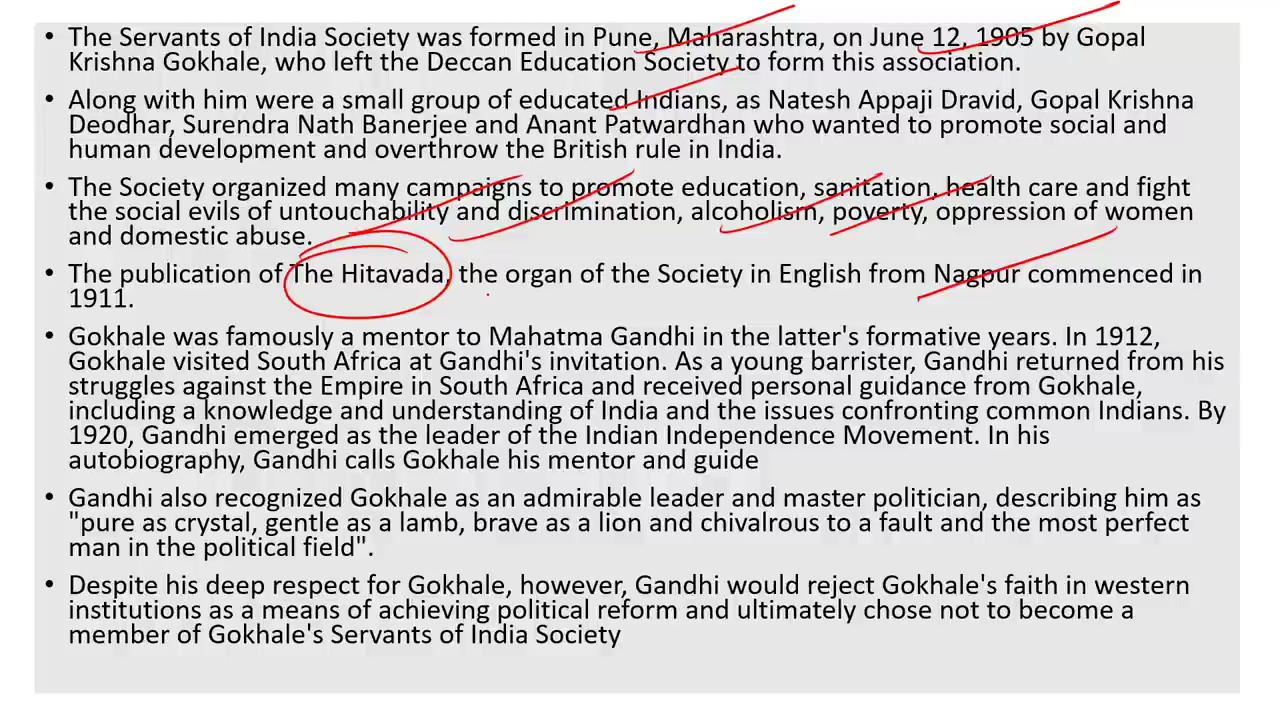 • The Servants of India Society was formed in Pune, Maharashtra, on June 12, 1905 by Gopal
Krishna Gokhale, who left the Deccan Education Society to form this association.
• Along with him were a small group of educated Indians, as Natesh Appaji Dravid, Gopal Krishna
Deodhar, Surendra Nath Banerjee and Anant Patwardhan who wanted to promote social and
human development and overthrow the British rule in India.
• The Society organized many campaigns to promote education, sanitation, health care and fight
the social evils of untouchability and discrimination, alcoholism, poverty, oppression of women
and domestic abuse.
• The publication of The Hitavada, the organ of the Society in English from Nagpur commenced in
1911.
• Gokhale was famously a mentor to Mahatma Gandhi in the latter's formative years. In 1912,
Gokhale visited South Africa at Gandhi's invitation. As a young barrister, Gandhi returned from his
struggles against the Empire in South Africa and received personal guidance from Gokhale,
including a knowledge and understanding of India and the issues confronting common Indians. By
1920, Gandhi emerged as the leader of the Indian Independence Movement. In his
autobiography, Gandhi calls Gokhale his mentor and guide
• Gandhi also recognized Gokhale as an admirable leader and master politician, describing him as
"pure as crystal, gentle as a lamb, brave as a lion and chivalrous to a fault and the most perfect
man in the political field".
• Despite his deep respect for Gokhale, however, Gandhi would reject Gokhale's faith in western
institutions as a means of achieving political reform and ultimately chose not to become a
member of Gokhale's Servants of India Society